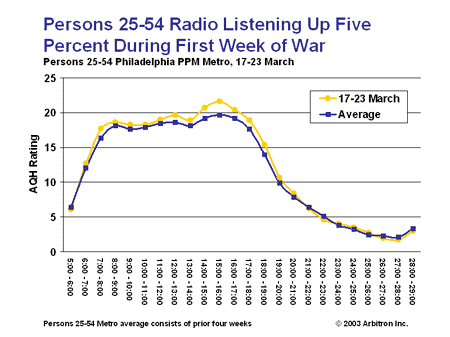 Persons 25-54 Radio Listening Up Five
Percent During First Week of War
Persons 25-54 Philadelphia PPM Metro, 17-23 March
25
20
15
10
5
0
AQH Rating
17-23 March
Average
5:00 - 6:00
6:00 - 7:00
7:00 - 8:00
8:00 - 9:00
9:00 - 10:00
10:00 - 11:00
11:00 - 12:00
12:00 - 13:00
13:00 - 14:00
14:00 - 15:00
15:00 - 16:00
16:00 - 17:00
17:00 - 18:00
18:00 - 19:00
19:00 - 20:00
20:00 - 21:00
21:00 - 22:00
22:00 - 23:00
23:00 - 24:00
24:00 - 25:00
25:00 - 26:00
26:00 - 27:00
27:00 - 28:00
28:00 - 29:00
Persons 25-54 Metro average consists of prior four weeks
© 2003 Arbitron Inc.